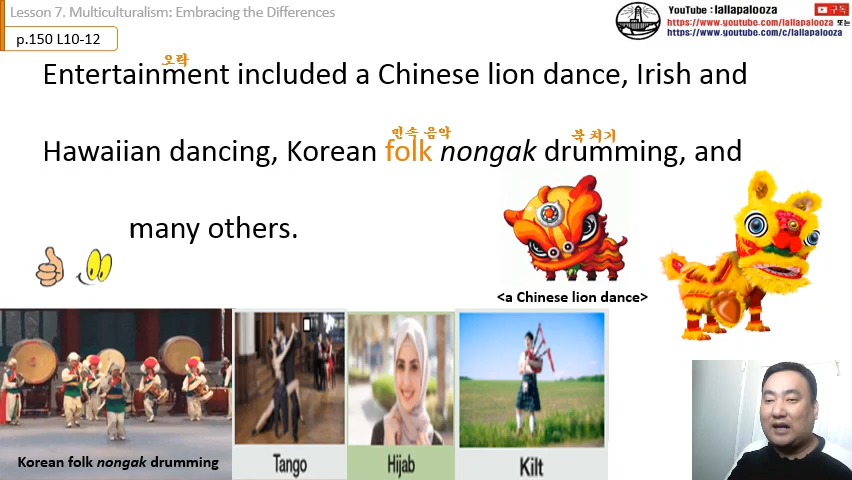 Lesson 7. Multiculturalism: Embracing the Differences
YouTube : lallapalooza
구독
https://www.youtube.com/lallapalooza 또는
https://www.youtube.com/c/lallapalooza
p.150 L10-12
오락
Entertainment included a Chinese lion dance, Irish and
민속 음악
북 치기
Hawaiian dancing, Korean folk nongak drumming, and
many others.
<a Chinese lion dance>
Korean folk nongak drumming
Tango
Hijab
Kilt